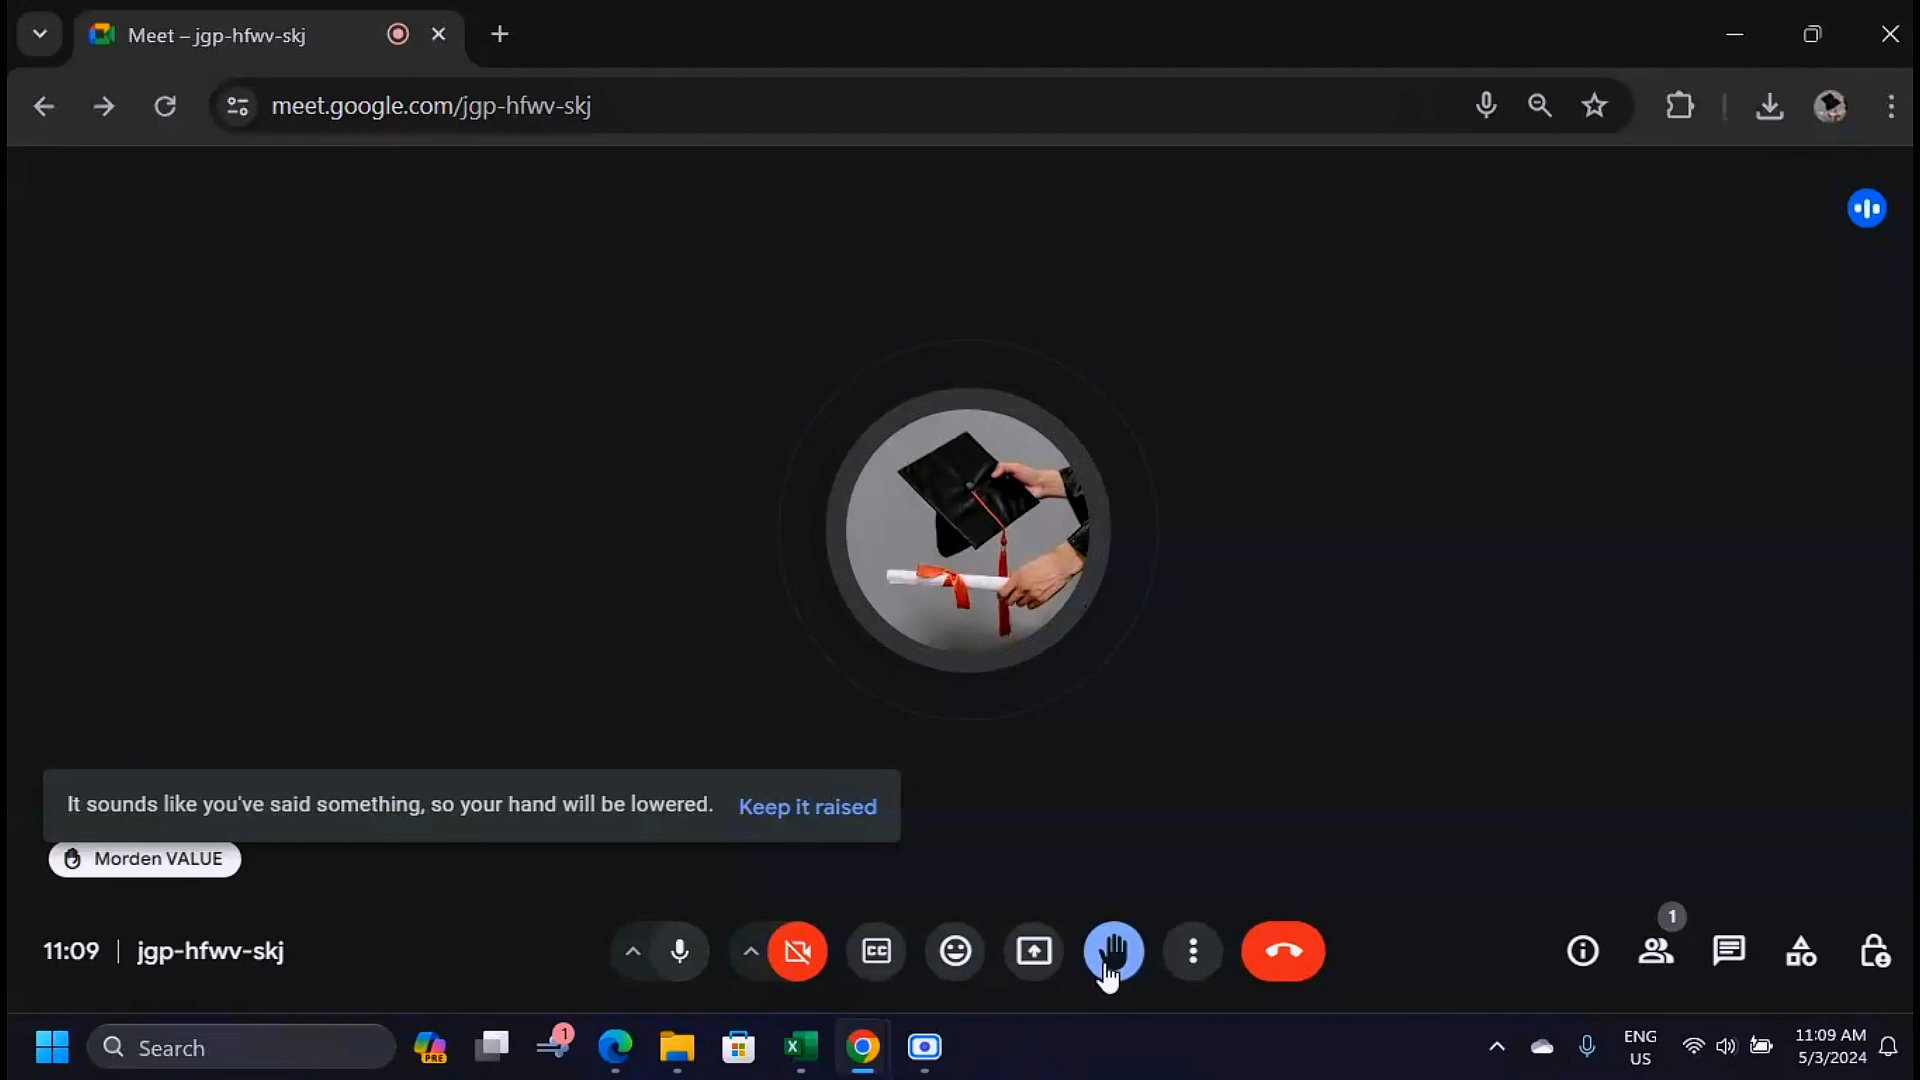 Meet – jgp-hfwv-skj
meet.google.com/jgp-hfwv-skj
It sounds like you've said something, so your hand will be lowered. Keep it raised
Morden VALUE
11:09 | jgp-hfwv-skj
CC
1
Search
PRE
1
ENG
US
11:09 AM
5/3/2024